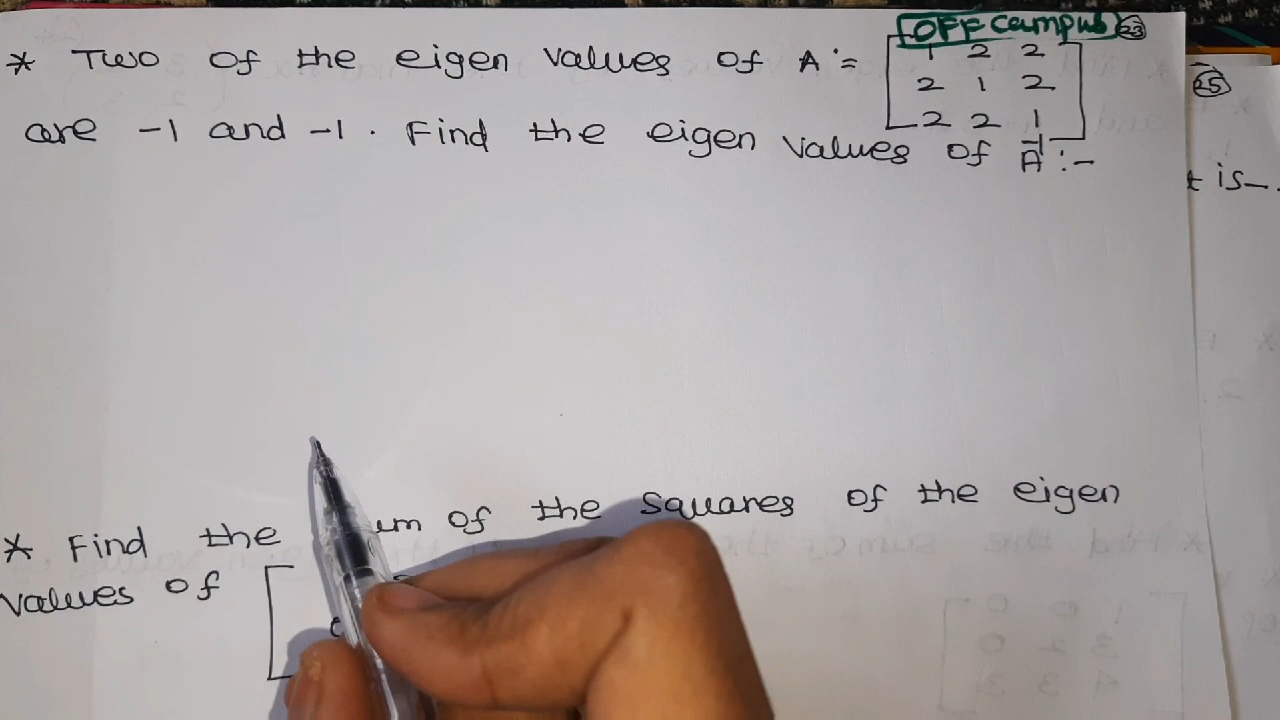 OFF Campus 23
* Two of the eigen values of A = [1 2 2
2 1 2
2 2 1]
are -1 and -1. Find the eigen values of A⁻¹ :-
25
t is—.
* Find the um of the squares of the eigen
values of [